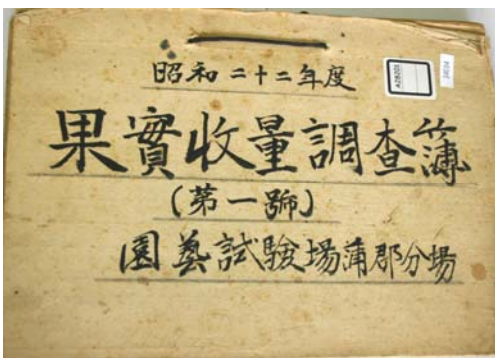 昭和二十二年度
果實收量調查簿
(第一號)
園藝試驗場蒲郡分場